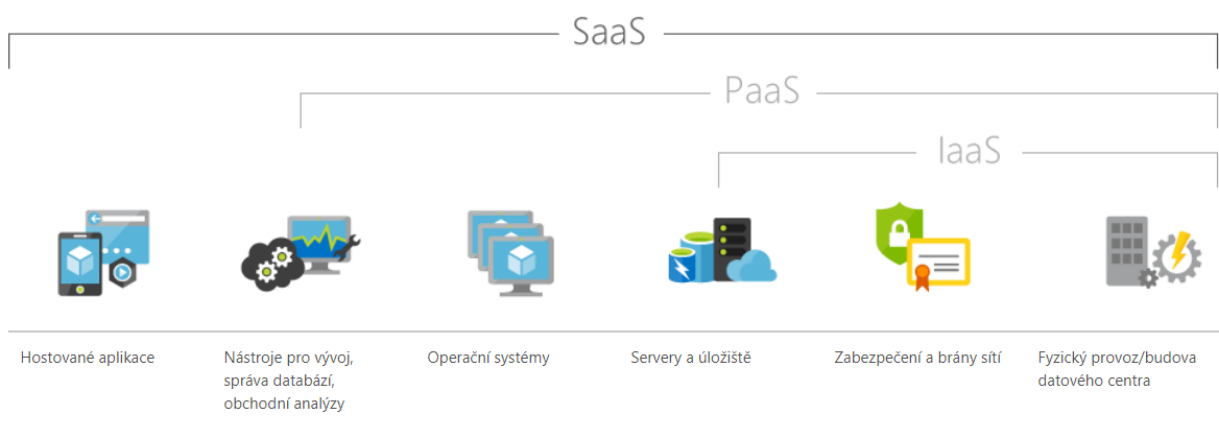 SaaS
PaaS
IaaS
Hostované aplikace
Nástroje pro vývoj,
správa databází,
obchodní analýzy
Operační systémy
Servery a úložiště
Zabezpečení a brány sítí
Fyzický provoz/budova
datového centra